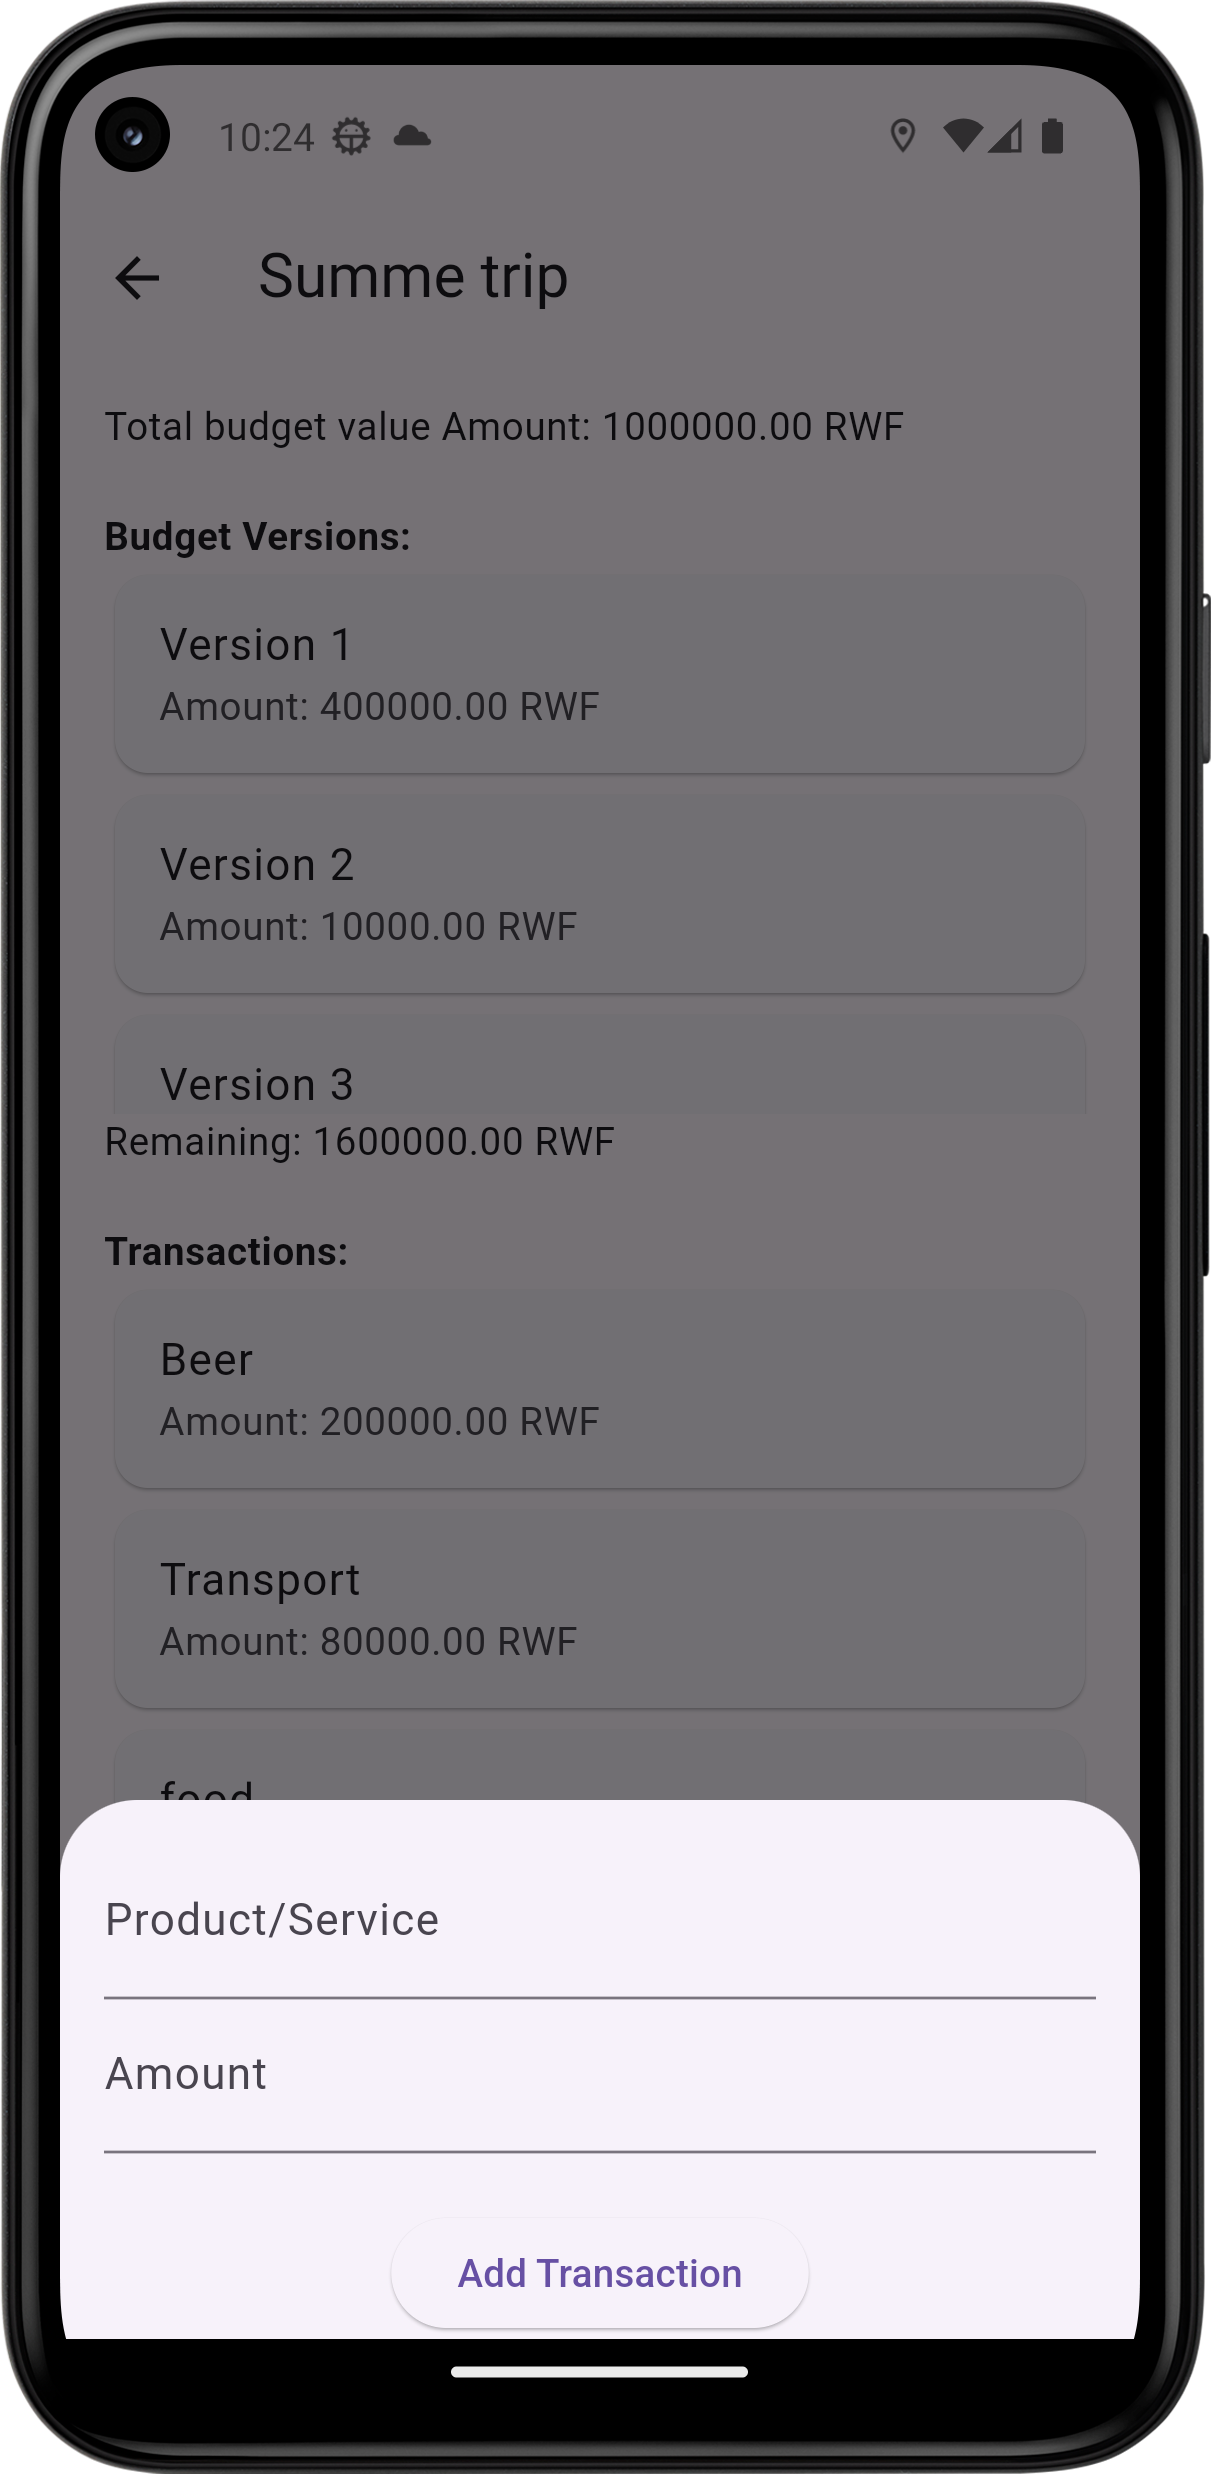 10:24
Summe trip
Total budget value Amount: 1000000.00 RWF
Budget Versions:
Version 1
Amount: 400000.00 RWF
Version 2
Amount: 10000.00 RWF
Version 3
Remaining: 1600000.00 RWF
Transactions:
Beer
Amount: 200000.00 RWF
Transport
Amount: 80000.00 RWF
food
Product/Service
Amount
Add Transaction